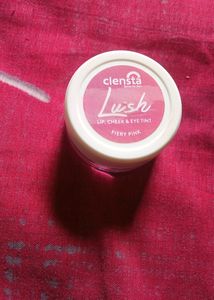 clensta
Lush
LIP, CHEEK & EYE TINT
FIERY PINK